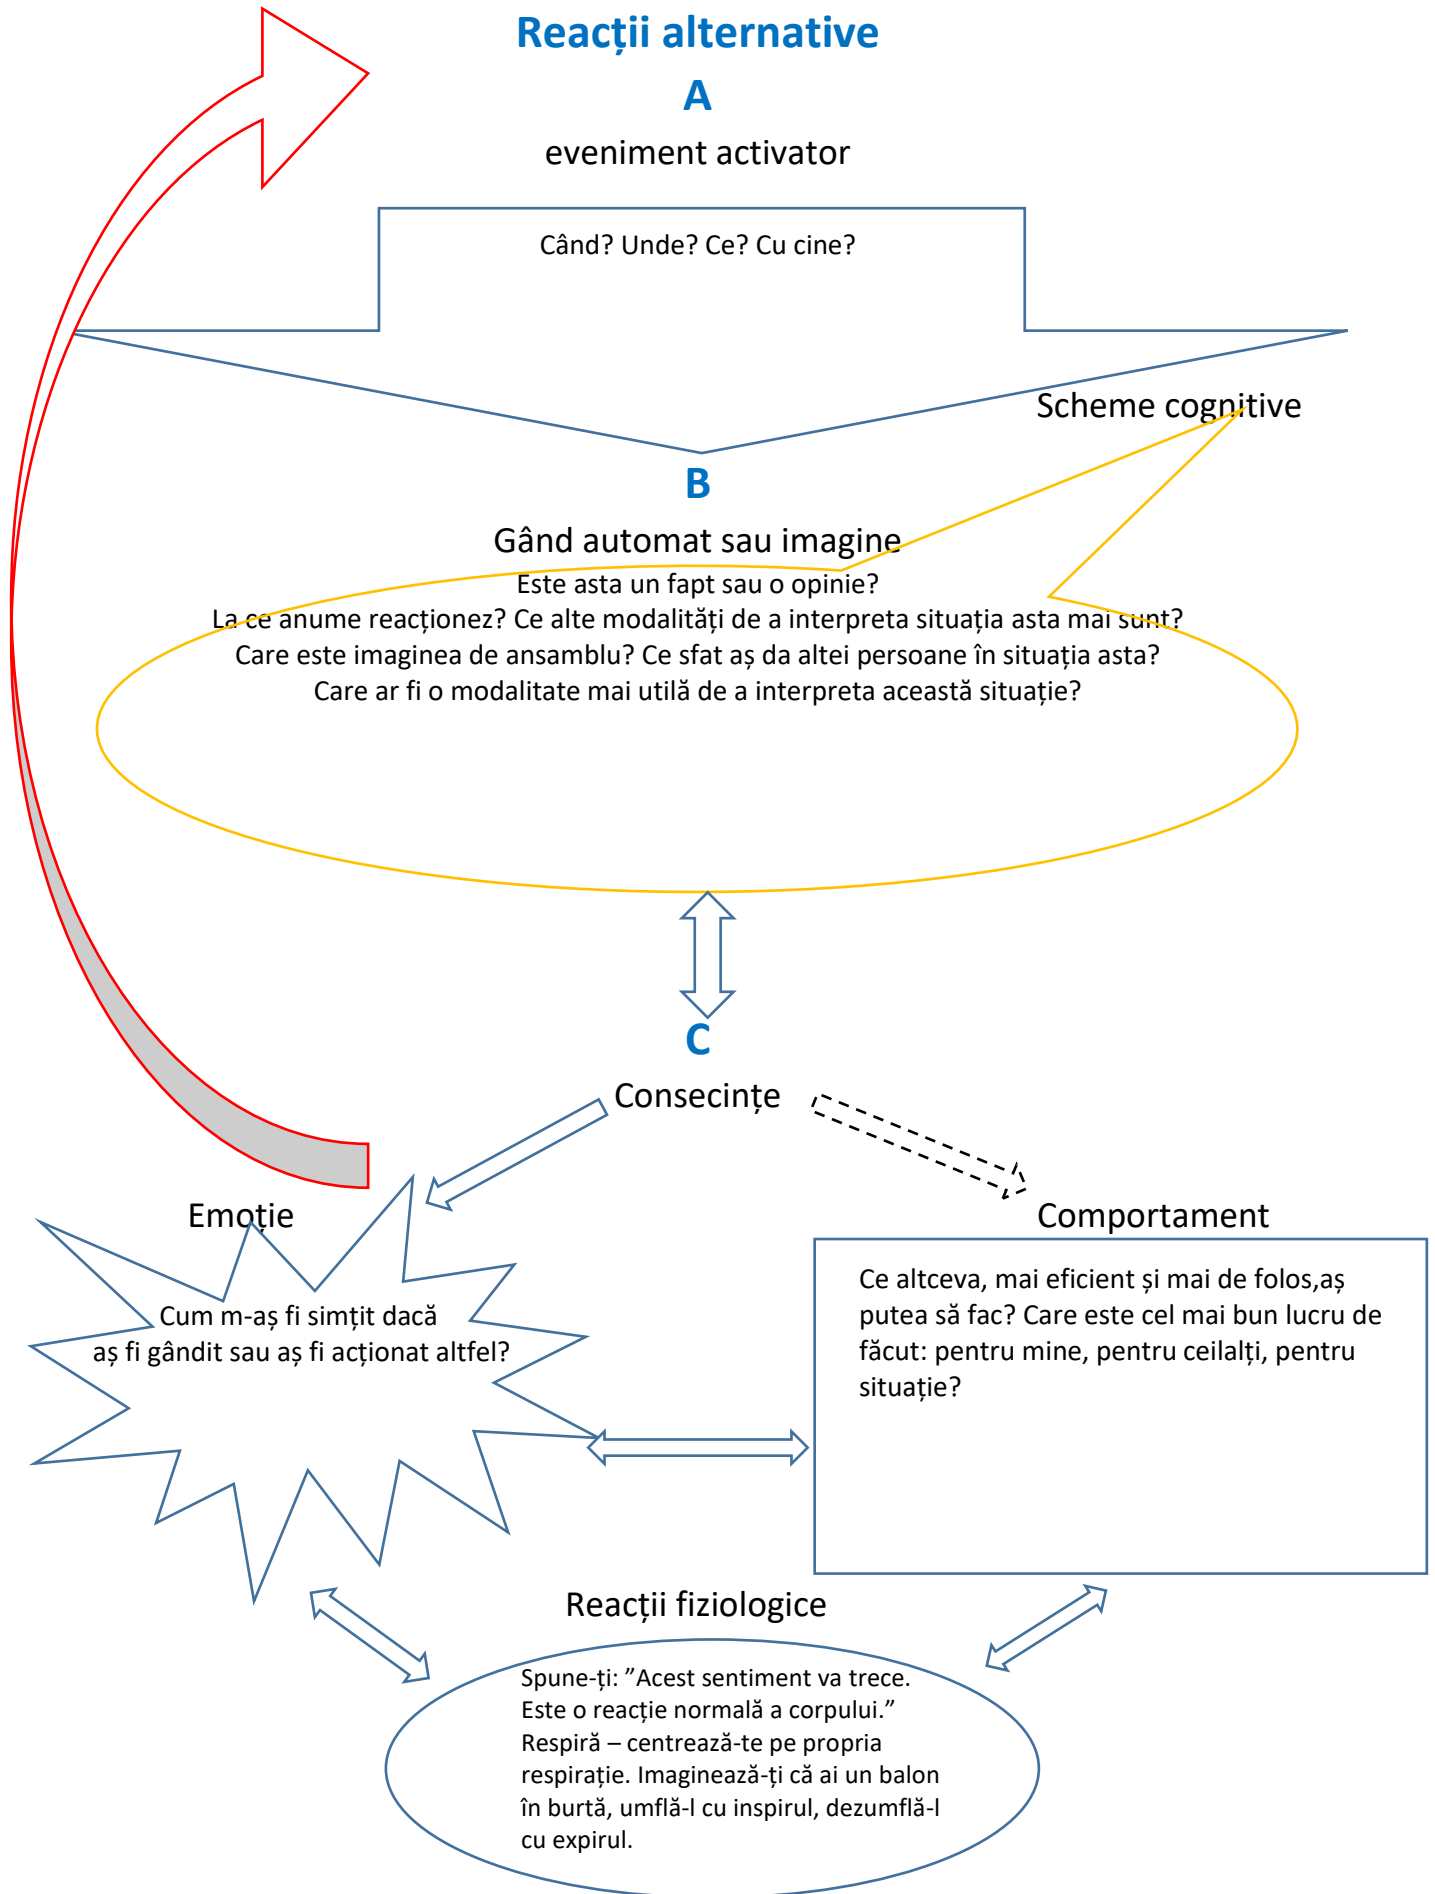 Reacții alternative
A
eveniment activator
Când? Unde? Ce? Cu cine?
Scheme cognitive
B
Gând automat sau imagine
Este asta un fapt sau o opinie?
La ce anume reacționez? Ce alte modalități de a interpreta situația asta mai sunt?
Care este imaginea de ansamblu? Ce sfat aș da altei persoane în situația asta?
Care ar fi o modalitate mai utilă de a interpreta această situație?
C
Consecințe
Emoție
Cum m-aș fi simțit dacă
aș fi gândit sau aș fi acționat altfel?
Comportament
Ce altceva, mai eficient și mai de folos,aș
putea să fac? Care este cel mai bun lucru de
făcut: pentru mine, pentru ceilalți, pentru
situație?
Reacții fiziologice
Spune-ți: ”Acest sentiment va trece.
Este o reacție normală a corpului.”
Respiră – centrează-te pe propria
respirație. Imaginează-ți că ai un balon
în burtă, umflă-l cu inspirul, dezumflă-l
cu expirul.